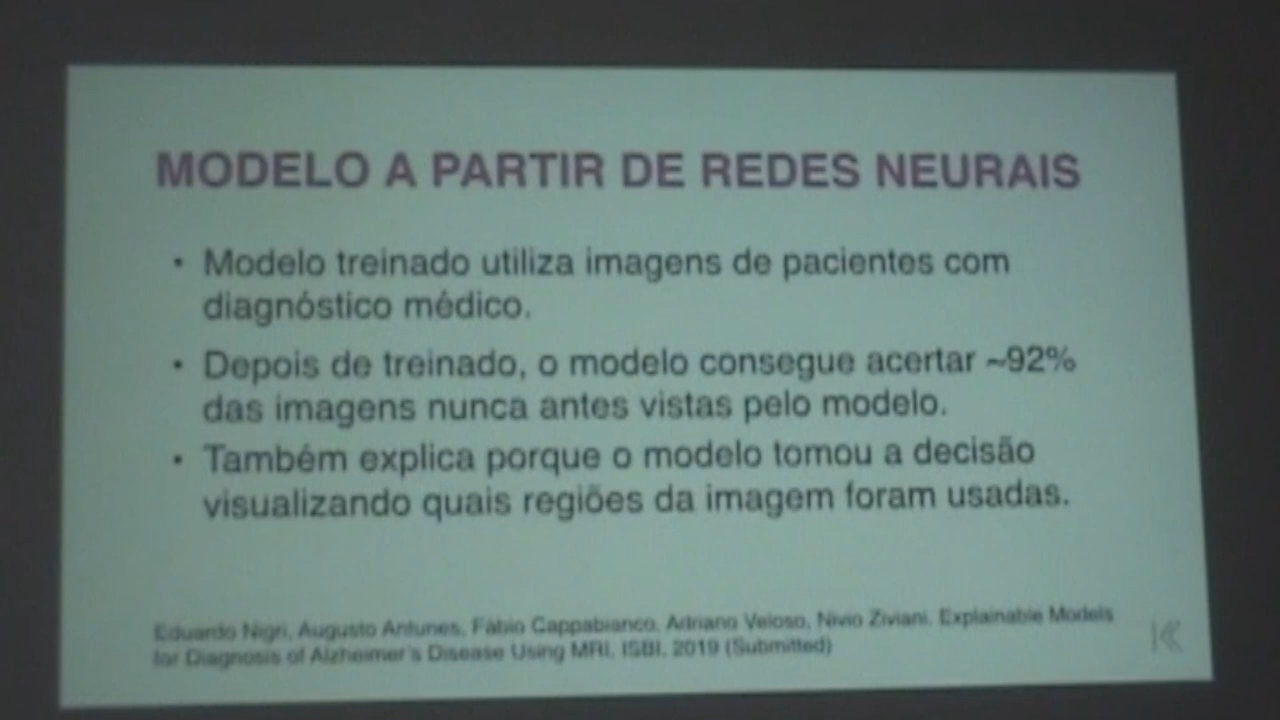 MODELO A PARTIR DE REDES NEURAIS
• Modelo treinado utiliza imagens de pacientes com
diagnóstico médico.
• Depois de treinado, o modelo consegue acertar ~92%
das imagens nunca antes vistas pelo modelo.
• Também explica porque o modelo tomou a decisão
visualizando quais regiões da imagem foram usadas.
Eduardo Nigri, Augusto Antunes, Fábio Cappabianco, Adriano Veloso, Nivio Ziviani. Explainable Models
for Diagnosis of Alzheimer's Disease Using MRI. ISBI, 2019 (Submitted)